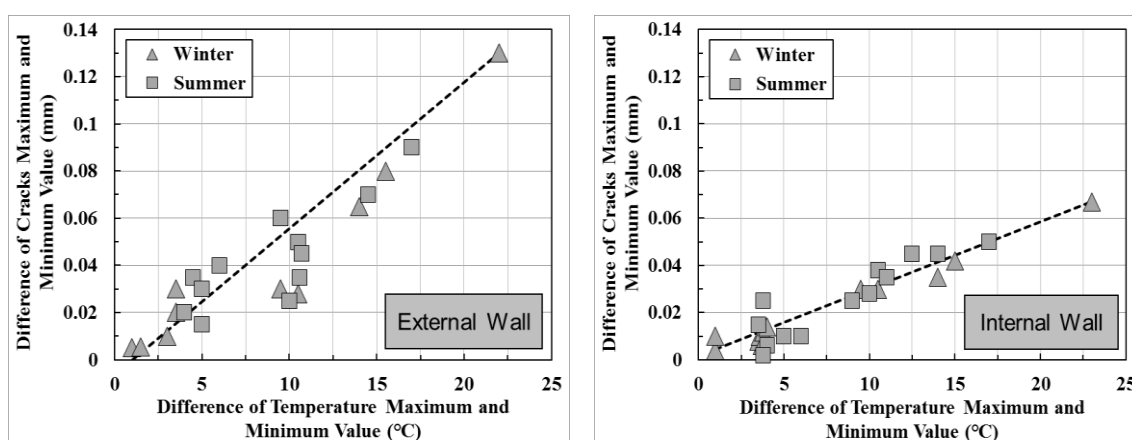 Difference of Cracks Maximum and
Minimum Value (mm)
0.14
0.12
0.1
0.08
0.06
0.04
0.02
0
Winter
Summer
External Wall
0 5 10 15 20 25
Difference of Temperature Maximum and
Minimum Value (°C)
Difference of Cracks Maximum and
Minimum Value (mm)
0.14
0.12
0.1
0.08
0.06
0.04
0.02
0
Winter
Summer
Internal Wall
0 5 10 15 20 25
Difference of Temperature Maximum and
Minimum Value (°C)